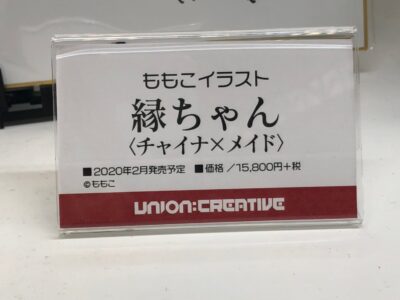 ももこイラスト
縁ちゃん
〈チャイナ×メイド〉
■2020年2月発売予定 ■価格／15,800円+税
©ももこ
UNION:CREATIVE